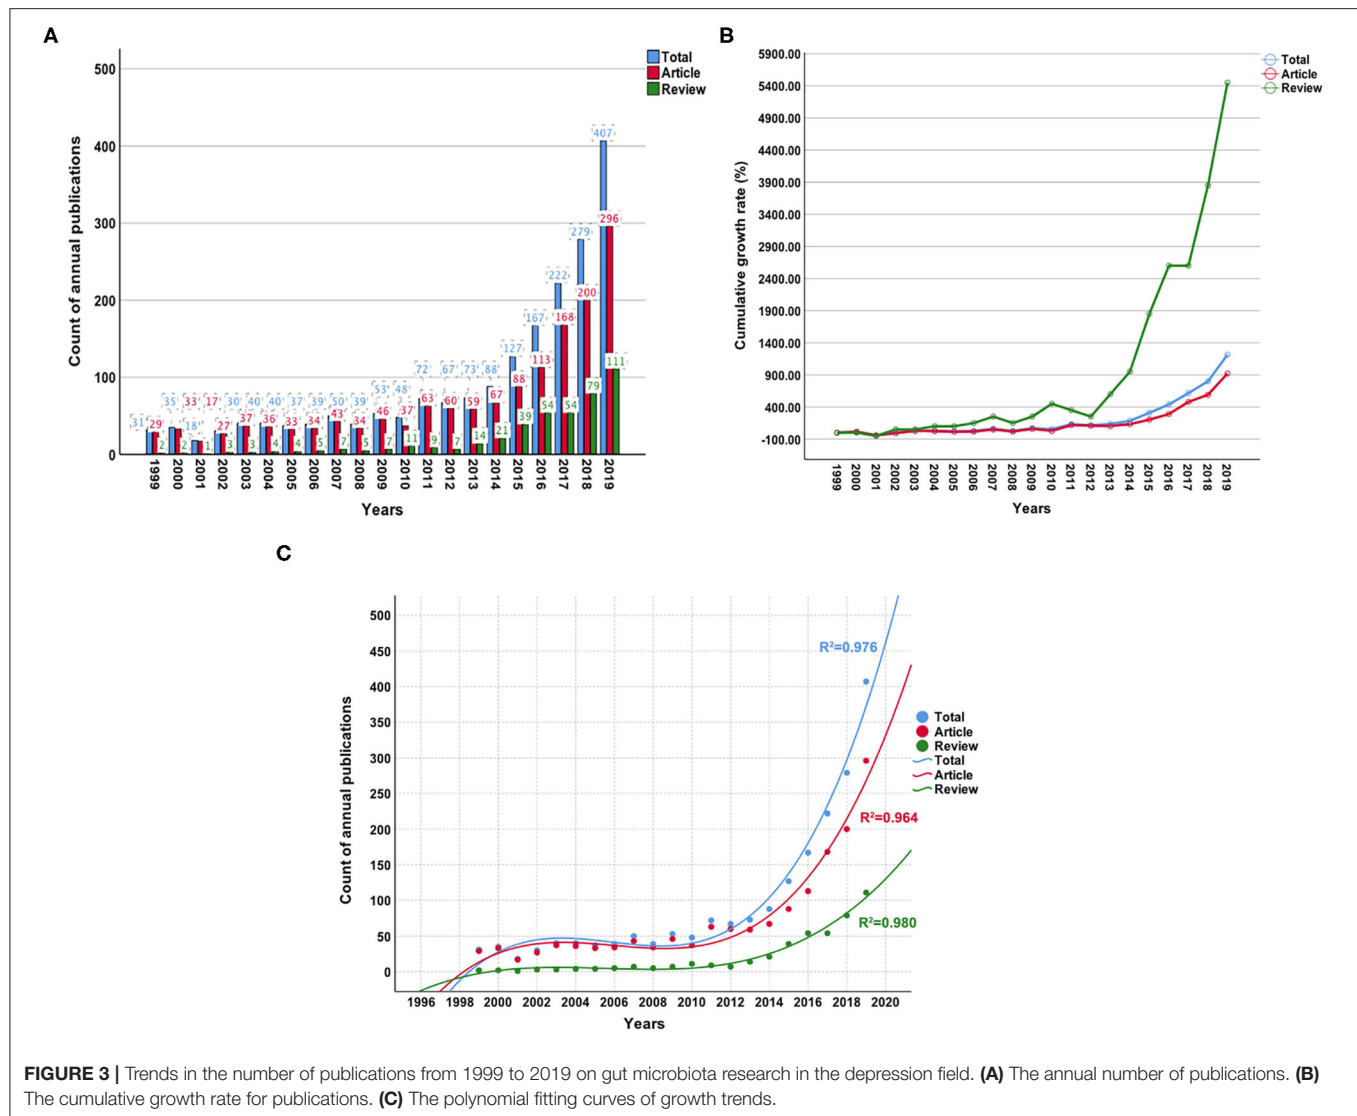 A
Total
Article
Review
Count of annual publications
500
400
300
200
100
0
31 35 18 30 40 40 37 39 50 39 53 48 72 67 73 88 127 167 222 279 407
29 33 17 27 37 36 33 34 43 34 46 37 63 60 59 67 88 113 168 200 296
2 2 1 3 3 4 4 5 7 5 7 11 9 7 14 21 39 54 54 79 111
1999 2000 2001 2002 2003 2004 2005 2006 2007 2008 2009 2010 2011 2012 2013 2014 2015 2016 2017 2018 2019
Years
B
Total
Article
Review
Cumulative growth rate (%)
5900.00
5400.00
4900.00
4400.00
3900.00
3400.00
2900.00
2400.00
1900.00
1400.00
900.00
400.00
-100.00
1999 2000 2001 2002 2003 2004 2005 2006 2007 2008 2009 2010 2011 2012 2013 2014 2015 2016 2017 2018 2019
Years
C
Count of annual publications
500
450
400
350
300
250
200
150
100
50
0
R²=0.976
R²=0.964
R²=0.980
Total
Article
Review
Total
Article
Review
1996 1998 2000 2002 2004 2006 2008 2010 2012 2014 2016 2018 2020
Years
FIGURE 3 | Trends in the number of publications from 1999 to 2019 on gut microbiota research in the depression field. (A) The annual number of publications. (B)
The cumulative growth rate for publications. (C) The polynomial fitting curves of growth trends.